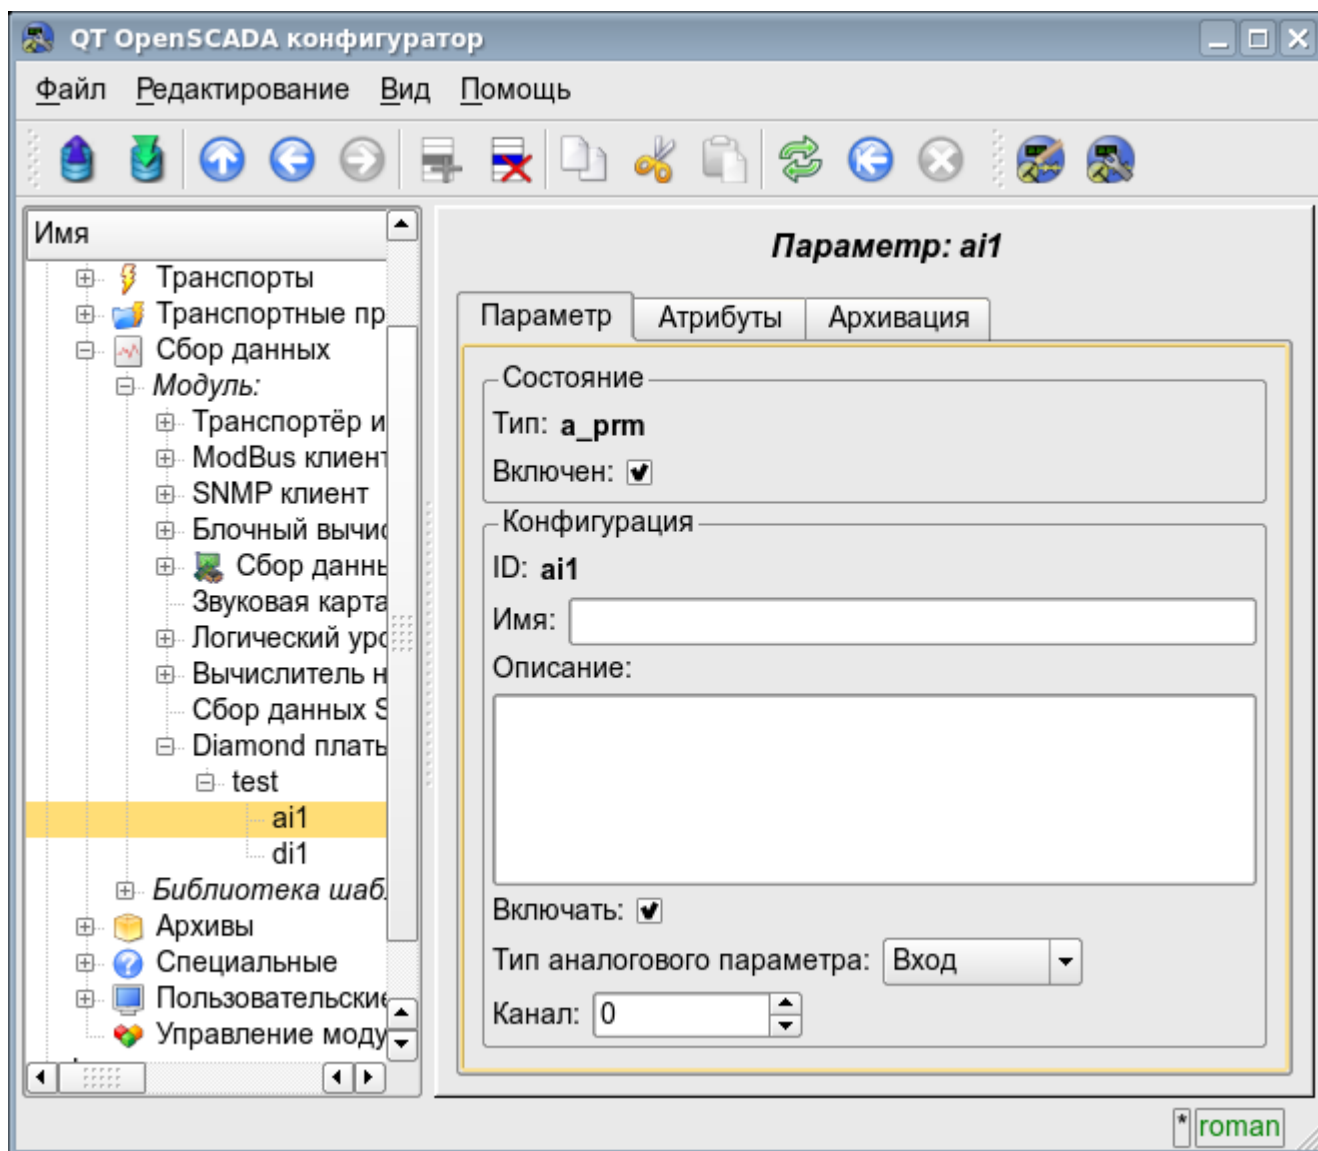 QT OpenSCADA конфигуратор
Файл Редактирование Вид Помощь
Имя
Транспорты
Транспортные пр
Сбор данных
Модуль:
Транспортёр и
ModBus клиент
SNMP клиент
Блочный вычис
Сбор данны
Звуковая карта
Логический уро
Вычислитель н
Сбор данных S
Diamond платы
test
ai1
di1
Библиотека шаб
Архивы
Специальные
Пользовательские
Управление моду
Параметр: ai1
Параметр Атрибуты Архивация
Состояние
Тип: a_prm
Включен:
Конфигурация
ID: ai1
Имя:
Описание:
Включать:
Тип аналогового параметра: Вход
Канал: 0
* roman